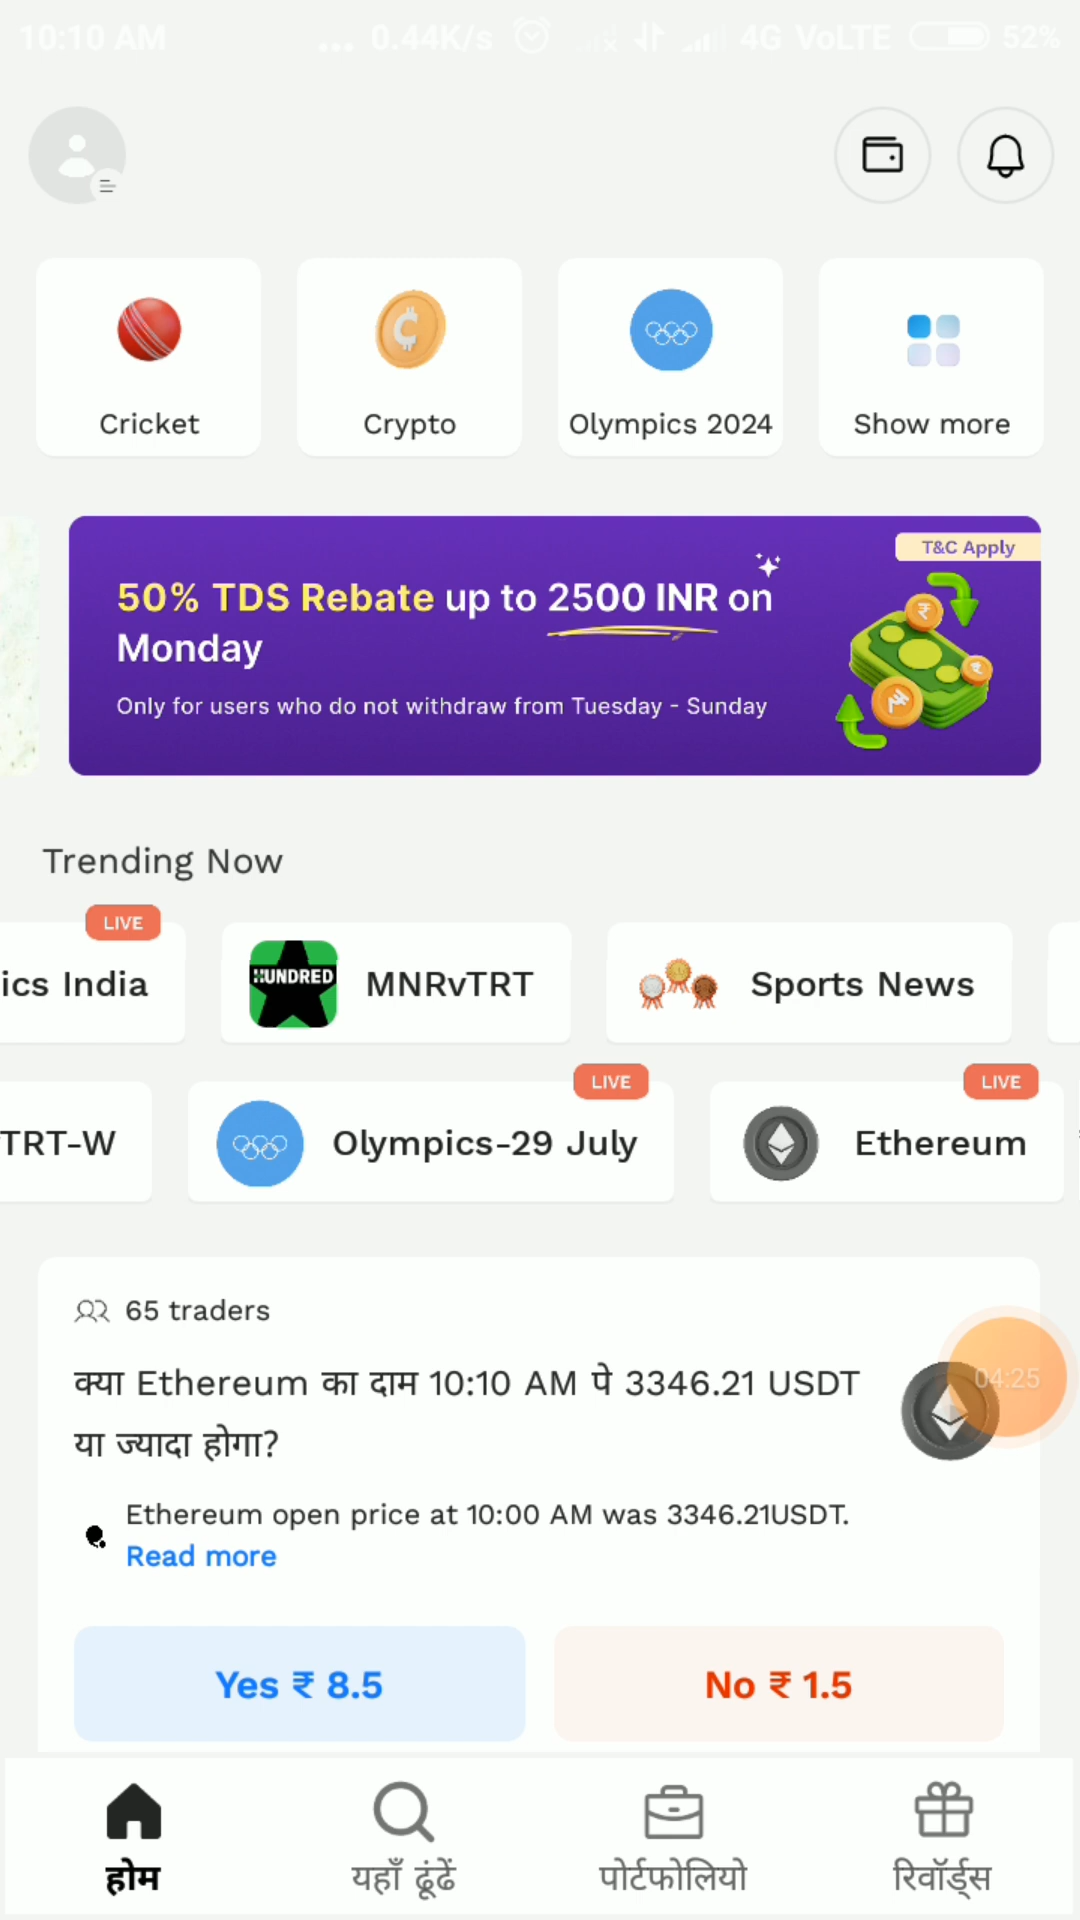 10:10 AM ... 0.44K/s 4G VoLTE 52%
Cricket Crypto Olympics 2024 Show more
T&C Apply
50% TDS Rebate up to 2500 INR on
Monday
Only for users who do not withdraw from Tuesday - Sunday
Trending Now
LIVE
ics India HUNDRED MNRvTRT Sports News
LIVE LIVE
TRT-W Olympics-29 July Ethereum
65 traders
क्या Ethereum का दाम 10:10 AM पे 3346.21 USDT
या ज्यादा होगा?
04:25
Ethereum open price at 10:00 AM was 3346.21USDT.
Read more
Yes ₹ 8.5 No ₹ 1.5
होम यहाँ ढूंढें पोर्टफोलियो रिवॉर्ड्स